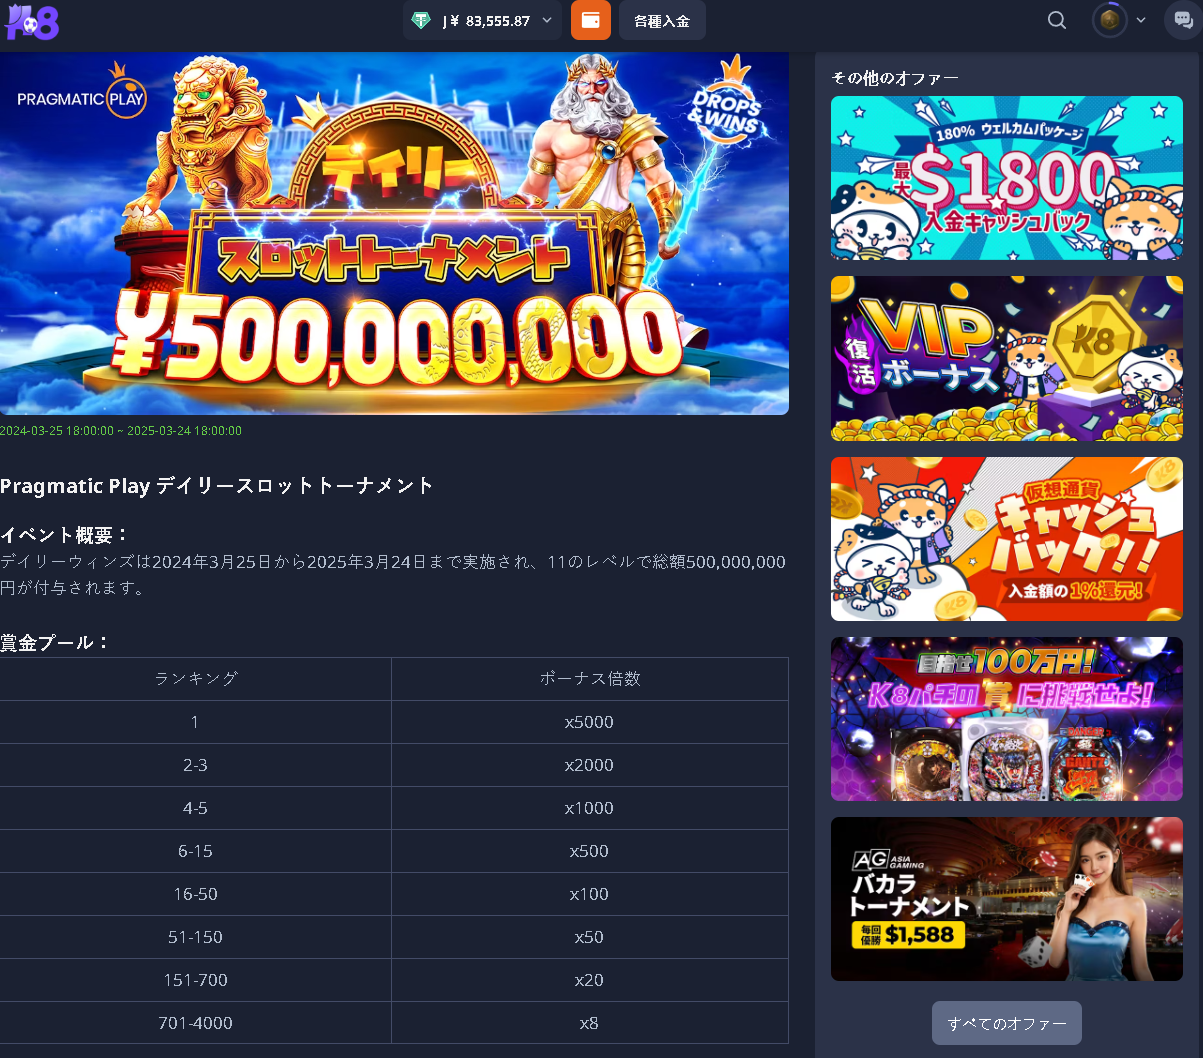 K8
J¥ 83,555.87
各種入金
PRAGMATIC PLAY
DROPS
&WINS
デイリー
スロットトーナメント
¥500,000,000
2024-03-25 18:00:00 ~ 2025-03-24 18:00:00
Pragmatic Play デイリースロットトーナメント
イベント概要：
デイリーウィンズは2024年3月25日から2025年3月24日まで実施され、11のレベルで総額500,000,000
円が付与されます。
賞金プール：
ランキング ボーナス倍数
1 x5000
2-3 x2000
4-5 x1000
6-15 x500
16-50 x100
51-150 x50
151-700 x20
701-4000 x8
その他のオファー
180% ウェルカムパッケージ
最大
$1800
入金キャッシュバック
VIP
復活
ボーナス
K8
仮想通貨
キャッシュ
バック!!
入金額の1%還元!
K8
目指せ100万円!
K8パチの賞に挑戦せよ!
GANTZ
AG ASIA
GAMING
バカラ
トーナメント
毎回
優勝 $1,588
すべてのオファー